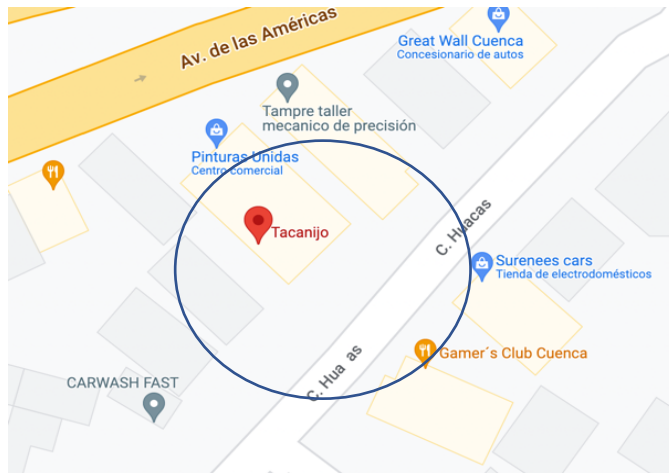 Av. de las Américas
Great Wall Cuenca
Concesionario de autos
Tampre taller
mecanico de precisión
Pinturas Unidas
Centro comercial
Tacanijo
C. Huacas
Surenees cars
Tienda de electrodomésticos
C. Hua as
Gamer´s Club Cuenca
CARWASH FAST